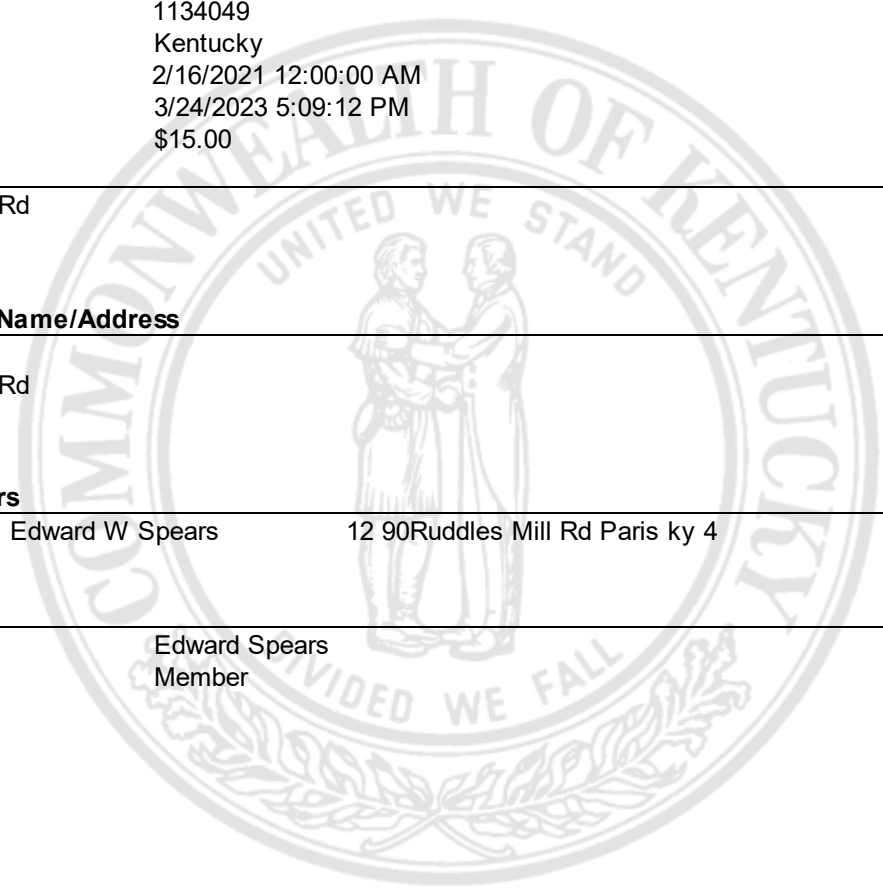 1134049
Kentucky
2/16/2021 12:00:00 AM
3/24/2023 5:09:12 PM
$15.00
Rd
Name/Address
Rd
rs
Edward W Spears 12 90Ruddles Mill Rd Paris ky 4
Edward Spears
Member
COMMONWEALTH OF KENTUCKY
UNITED WE STAND
DIVIDED WE FALL